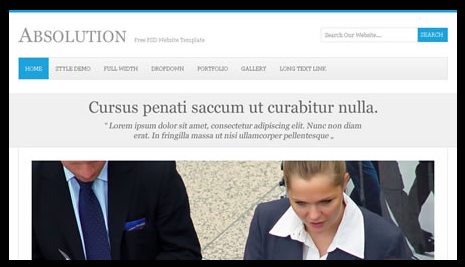 ABSOLUTION
Free PSD Website Template
Search Our Website....
SEARCH
HOME STYLE DEMO FULL WIDTH DROPDOWN PORTFOLIO GALLERY LONG TEXT LINK
Cursus penati saccum ut curabitur nulla.
“ Lorem ipsum dolor sit amet, consectetur adipiscing elit. Nunc non diam
erat. In fringilla massa ut nisi ullamcorper pellentesque „